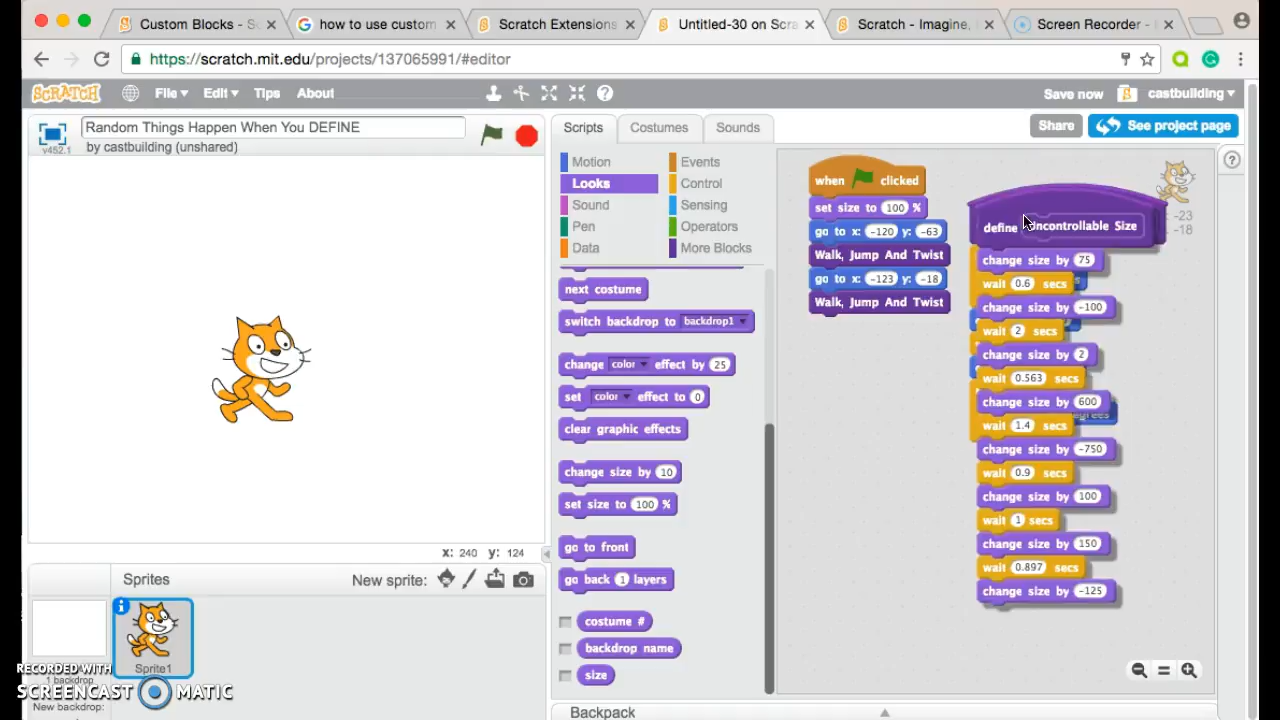 Custom Blocks - S
how to use custom
Scratch Extensions
Untitled-30 on Scra
Scratch - Imagine,
Screen Recorder -
https://scratch.mit.edu/projects/137065991/#editor
SCRATCH File Edit Tips About
Save now castbuilding
Random Things Happen When You DEFINE
v452.1 by castbuilding (unshared)
Scripts Costumes Sounds
Share See project page
Motion Events
Looks Control
Sound Sensing
Pen Operators
Data More Blocks
next costume
switch backdrop to backdrop1
change color effect by 25
set color effect to 0
clear graphic effects
change size by 10
set size to 100 %
go to front
go back 1 layers
costume #
backdrop name
size
when clicked
set size to 100 %
go to x: -120 y: -63
Walk, Jump And Twist
go to x: -123 y: -18
Walk, Jump And Twist
-23
-18
define Uncontrollable Size
change size by 75
wait 0.6 secs
change size by -100
wait 2 secs
change size by 2
wait 0.563 secs
change size by 600
wait 1.4 secs
change size by -750
wait 0.9 secs
change size by 100
wait 1 secs
change size by 150
wait 0.897 secs
change size by -125
x: 240 y: 124
Sprites New sprite:
Sprite1
1 backdrop
New backdrop:
RECORDED WITH
SCREENCAST MATIC
Backpack